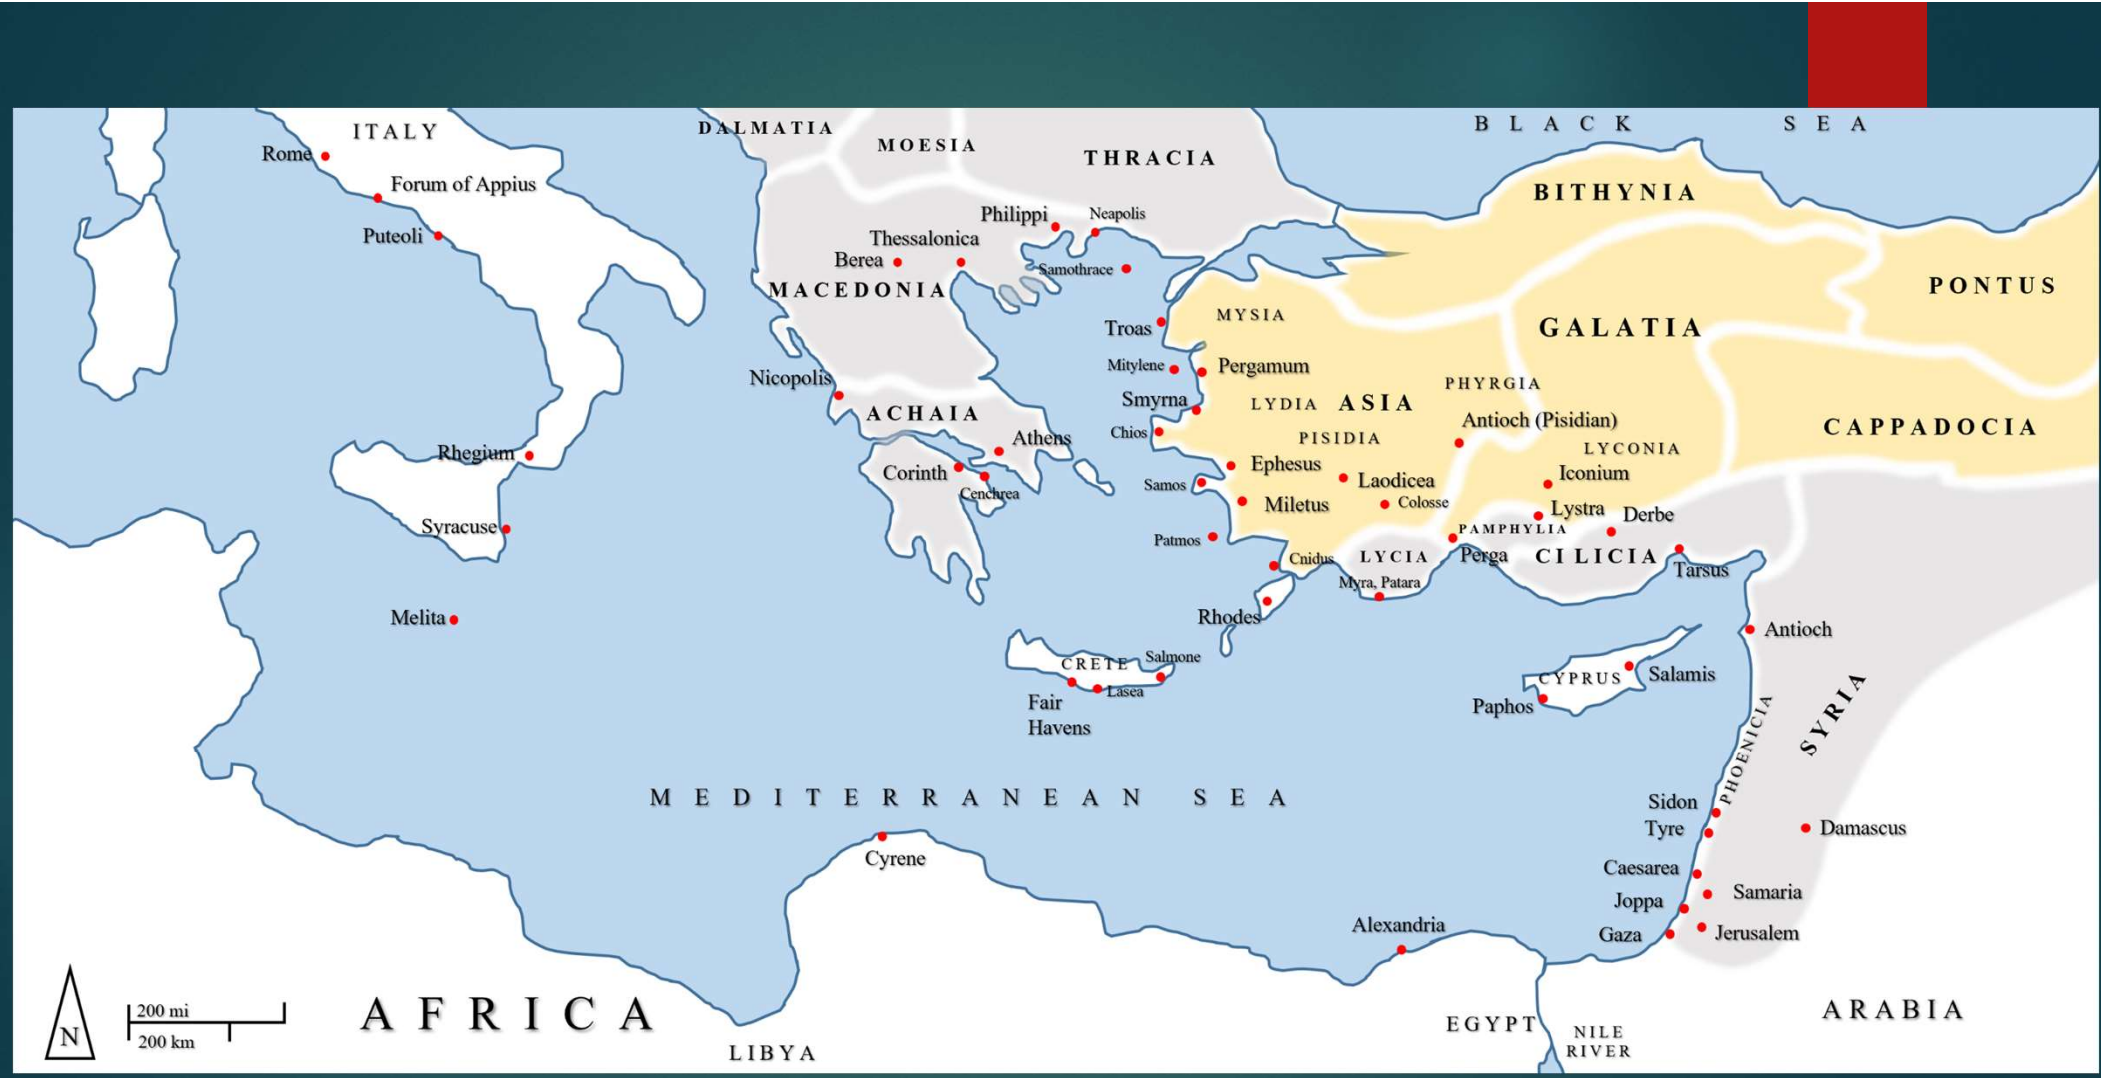 ITALY
Rome
Forum of Appius
Puteoli
DALMATIA
MOESIA
THRACIA
BLACK SEA
BITHYNIA
PONTUS
Philippi
Neapolis
Thessalonica
Berea
Samothrace
MACEDONIA
GALATIA
MYSIA
Troas
Mitylene
Pergamum
Nicopolis
PHYRGIA
Smyrna
LYDIA
ASIA
ACHAIA
Antioch (Pisidian)
CAPPADOCIA
Chios
PISIDIA
Athens
LYCONIA
Rhegium
Corinth
Ephesus
Iconium
Samos
Laodicea
Cenchrea
Miletus
Colosse
Lystra
Derbe
Syracuse
PAMPHYLIA
Patmos
Cnidus
LYCIA
Perga
CILICIA
Tarsus
Myra, Patara
Melita
Rhodes
Antioch
CRETE
Salmone
CYPRUS
Salamis
Lasea
Fair
Havens
Paphos
SYRIA
PHOENICIA
MEDITERRANEAN SEA
Sidon
Tyre
Damascus
Cyrene
Caesarea
Samaria
Joppa
Alexandria
Gaza
Jerusalem
200 mi
200 km
N
AFRICA
ARABIA
EGYPT
NILE
RIVER
LIBYA